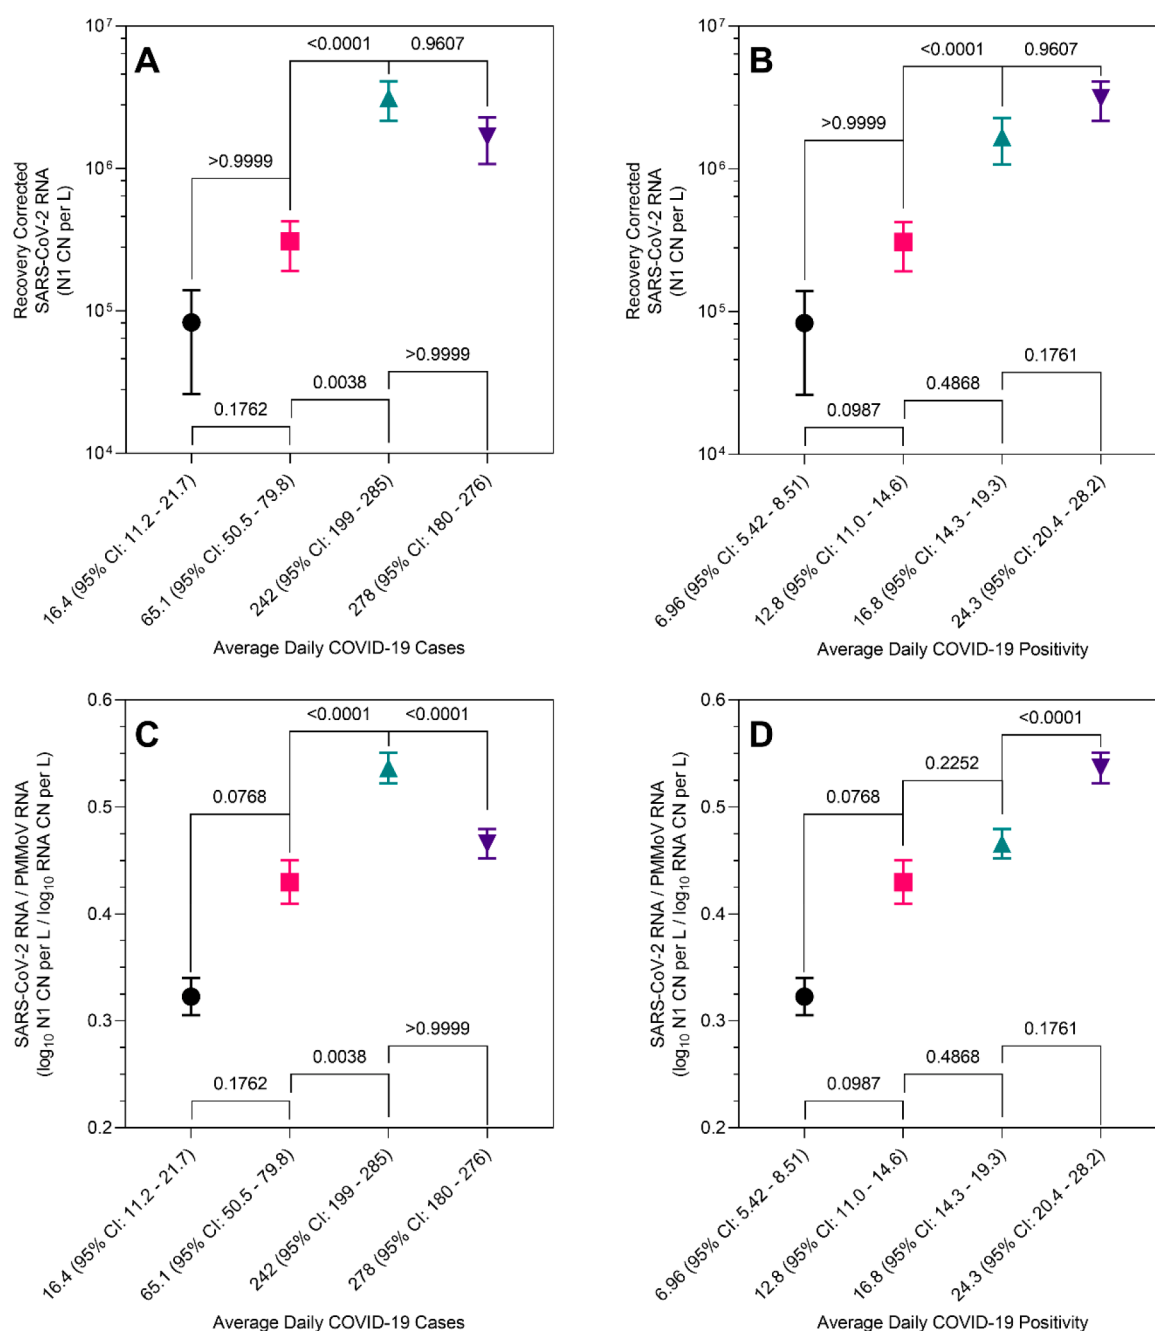 A
10⁷
10⁶
10⁵
10⁴
Recovery Corrected
SARS-CoV-2 RNA
(N1 CN per L)
<0.0001
0.9607
>0.9999
>0.9999
0.0038
0.1762
16.4 (95% CI: 11.2 - 21.7)
65.1 (95% CI: 50.5 - 79.8)
242 (95% CI: 199 - 285)
278 (95% CI: 180 - 276)
Average Daily COVID-19 Cases
B
10⁷
10⁶
10⁵
10⁴
Recovery Corrected
SARS-CoV-2 RNA
(N1 CN per L)
<0.0001
0.9607
>0.9999
0.1761
0.4868
0.0987
6.96 (95% CI: 5.42 - 8.51)
12.8 (95% CI: 11.0 - 14.6)
16.8 (95% CI: 14.3 - 19.3)
24.3 (95% CI: 20.4 - 28.2)
Average Daily COVID-19 Positivity
C
0.6
0.5
0.4
0.3
0.2
SARS-CoV-2 RNA / PMMoV RNA
(log₁₀ N1 CN per L / log₁₀ RNA CN per L)
<0.0001
<0.0001
0.0768
>0.9999
0.0038
0.1762
16.4 (95% CI: 11.2 - 21.7)
65.1 (95% CI: 50.5 - 79.8)
242 (95% CI: 199 - 285)
278 (95% CI: 180 - 276)
Average Daily COVID-19 Cases
D
0.6
0.5
0.4
0.3
0.2
SARS-CoV-2 RNA / PMMoV RNA
(log₁₀ N1 CN per L / log₁₀ RNA CN per L)
<0.0001
0.2252
0.0768
0.1761
0.4868
0.0987
6.96 (95% CI: 5.42 - 8.51)
12.8 (95% CI: 11.0 - 14.6)
16.8 (95% CI: 14.3 - 19.3)
24.3 (95% CI: 20.4 - 28.2)
Average Daily COVID-19 Positivity